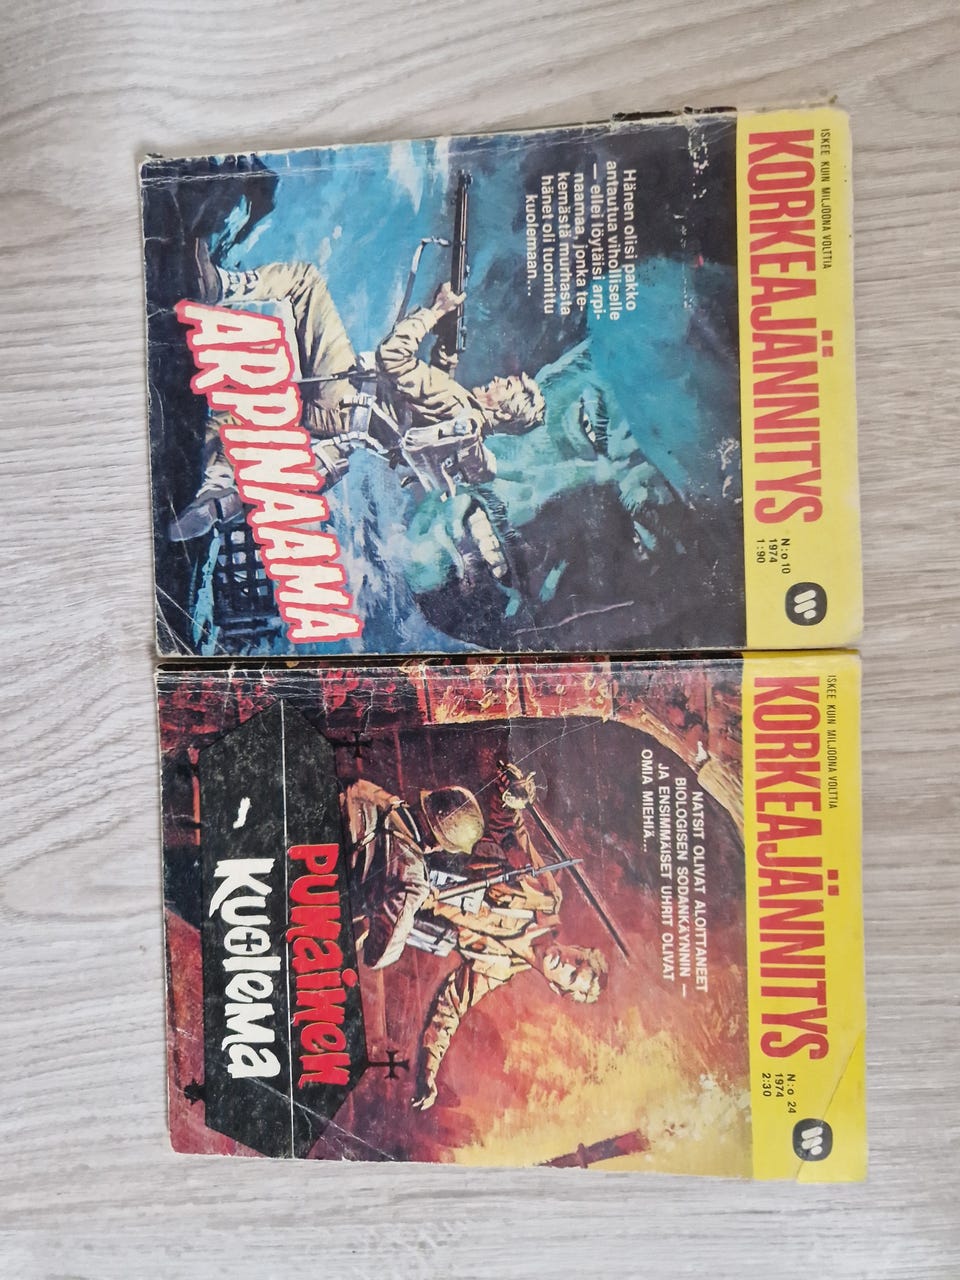 ISKEE KUIN MILJOONA VOLTTIA
KORKEAJÄNNITYS
N:o 10
1974
1:90
Hänen olisi pakko
antautua viholliselle
— ellei löytäisi arpi-
naamaa, jonka te-
kemästä murhasta
hänet oli tuomittu
kuolemaan...
ARPINAAMA
ISKEE KUIN MILJOONA VOLTTIA
KORKEAJÄNNITYS
N:o 24
1974
2:30
NATSIT OLIVAT ALOITTANEET
BIOLOGISEN SODANKÄYNNIN —
JA ENSIMMÄISET UHRIT OLIVAT
OMIA MIEHIÄ...
PUNAINEN
- KUOLEMA